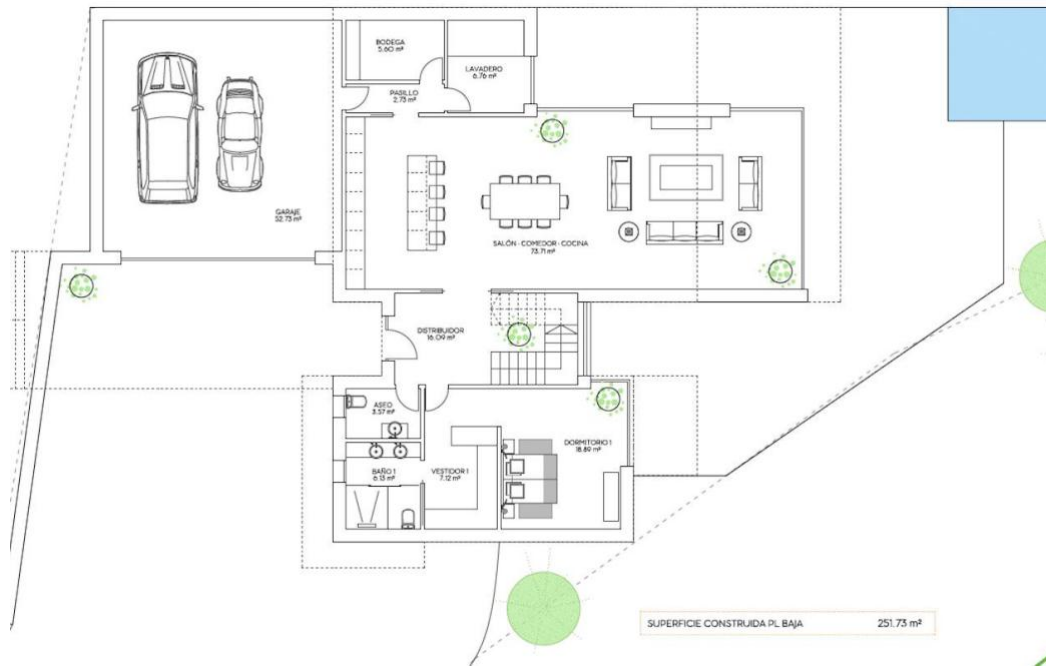 BODEGA
5.60 m²
LAVADERO
6.76 m²
PASILLO
2.73 m²
GARAJE
52.73 m²
SALÓN - COMEDOR - COCINA
73.71 m²
DISTRIBUIDOR
16.09 m²
ASEO
3.57 m²
DORMITORIO 1
18.89 m²
BAÑO 1
6.13 m²
VESTIDOR 1
7.12 m²
SUPERFICIE CONSTRUIDA PL BAJA 251.73 m²